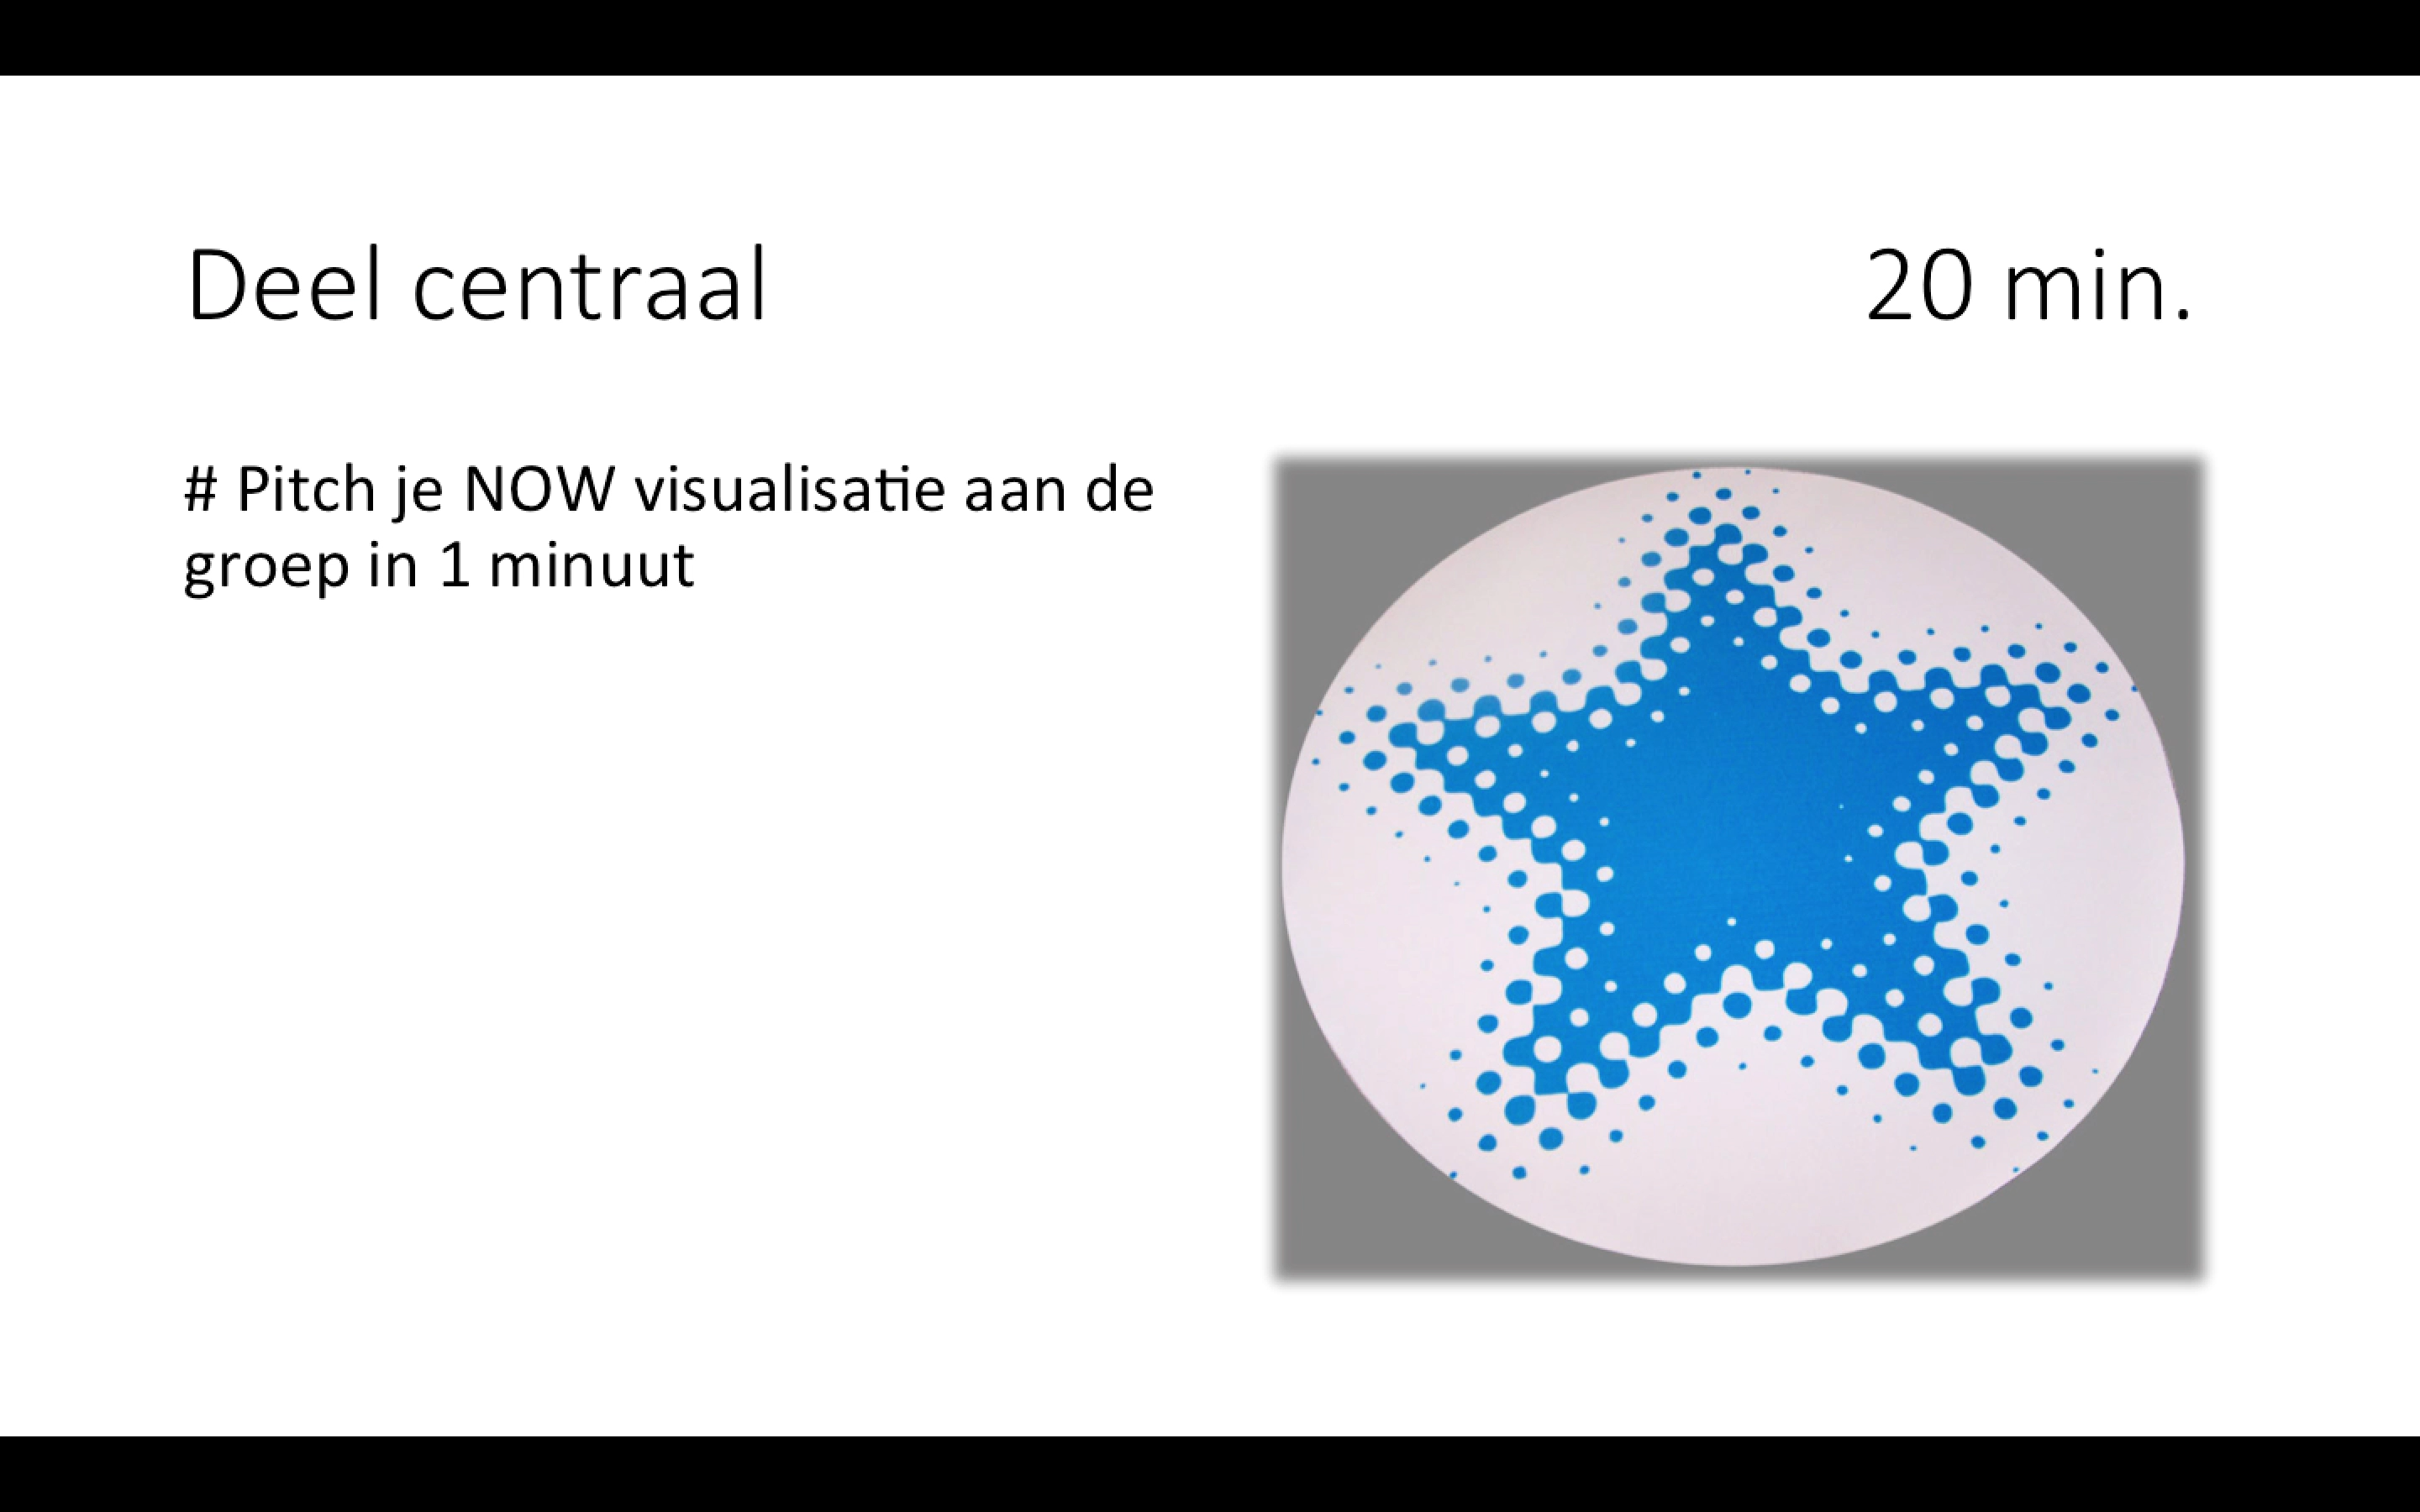 Deel centraal 20 min.
# Pitch je NOW visualisatie aan de
groep in 1 minuut